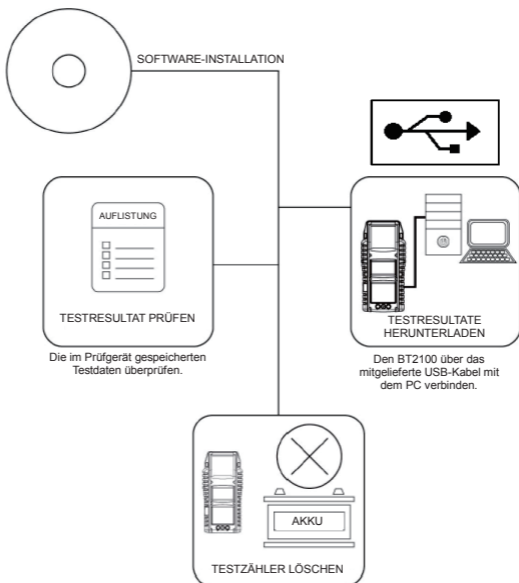 SOFTWARE-INSTALLATION
AUFLISTUNG
TESTRESULTAT PRÜFEN
Die im Prüfgerät gespeicherten
Testdaten überprüfen.
TESTRESULTATE
HERUNTERLADEN
Den BT2100 über das
mitgelieferte USB-Kabel mit
dem PC verbinden.
AKKU
TESTZÄHLER LÖSCHEN